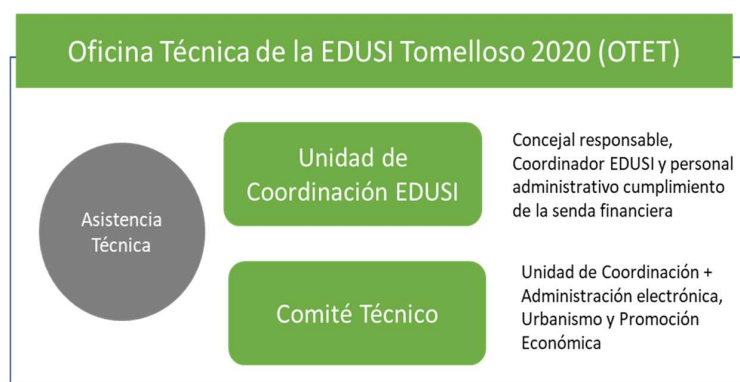 Oficina Técnica de la EDUSI Tomelloso 2020 (OTET)
Asistencia
Técnica
Unidad de
Coordinación EDUSI
Concejal responsable,
Coordinador EDUSI y personal
administrativo cumplimiento
de la senda financiera
Comité Técnico
Unidad de Coordinación +
Administración electrónica,
Urbanismo y Promoción
Económica